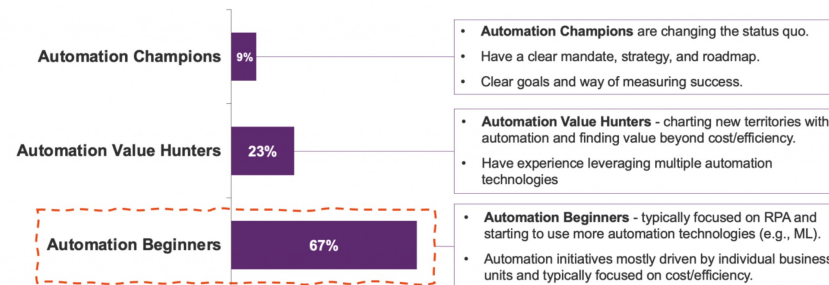 Automation Champions
9%
• Automation Champions are changing the status quo.
• Have a clear mandate, strategy, and roadmap.
• Clear goals and way of measuring success.
Automation Value Hunters
23%
• Automation Value Hunters - charting new territories with
automation and finding value beyond cost/efficiency.
• Have experience leveraging multiple automation
technologies
Automation Beginners
67%
• Automation Beginners - typically focused on RPA and
starting to use more automation technologies (e.g., ML).
• Automation initiatives mostly driven by individual business
units and typically focused on cost/efficiency.